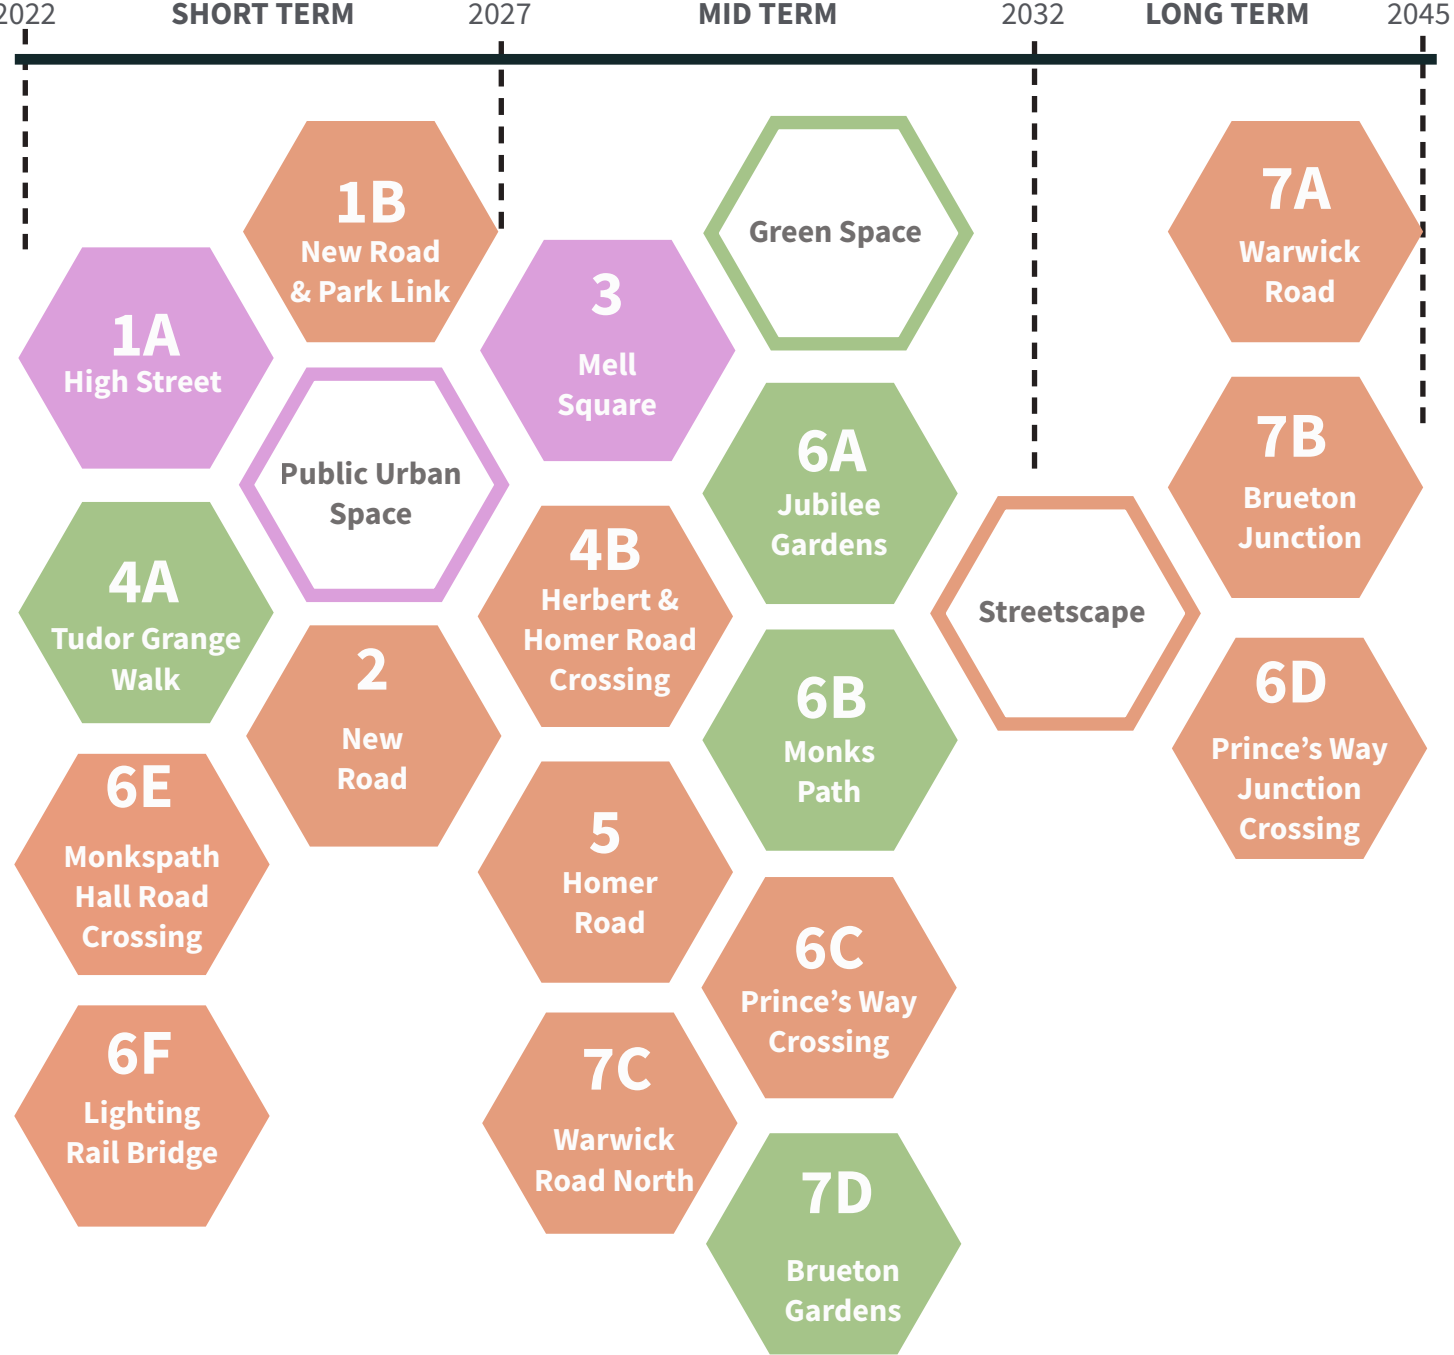 2022
SHORT TERM
2027
MID TERM
2032
LONG TERM
2045
1A
High Street
4A
Tudor Grange
Walk
6E
Monkspath
Hall Road
Crossing
6F
Lighting
Rail Bridge
1B
New Road
& Park Link
Public Urban
Space
2
New
Road
3
Mell
Square
4B
Herbert &
Homer Road
Crossing
5
Homer
Road
7C
Warwick
Road North
Green Space
6A
Jubilee
Gardens
6B
Monks
Path
6C
Prince’s Way
Crossing
7D
Brueton
Gardens
Streetscape
7A
Warwick
Road
7B
Brueton
Junction
6D
Prince’s Way
Junction
Crossing